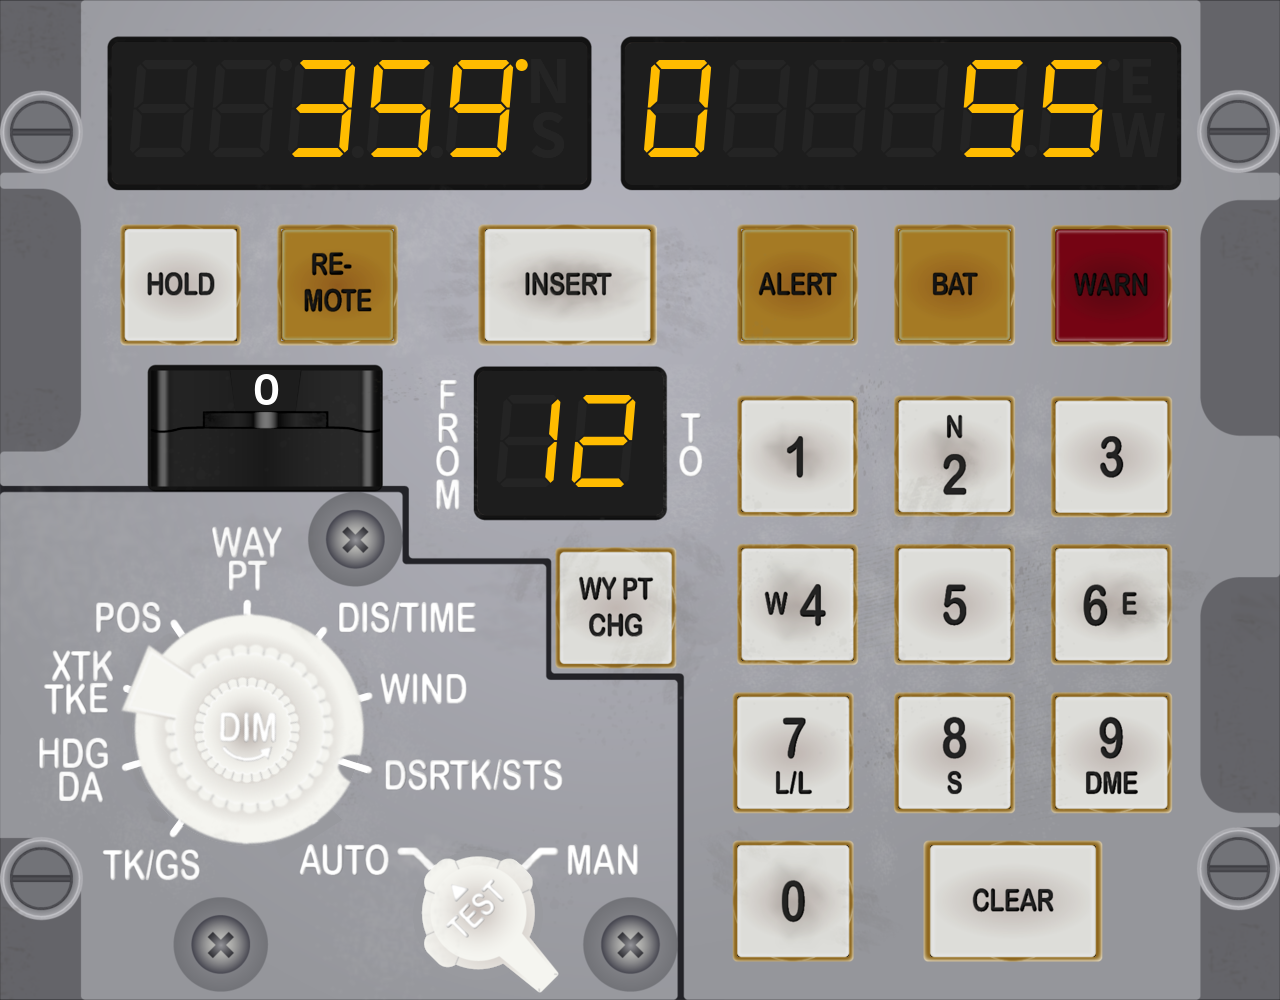 359° N S
0 55 E W
HOLD
RE-
MOTE
INSERT
ALERT
BAT
WARN
0
FROM
12
TO
1
N
2
3
W 4
5
6 E
7
L/L
8
S
9
DME
0
CLEAR
WY PT
CHG
WAY
PT
POS
DIS/TIME
XTK
TKE
WIND
DIM
HDG
DA
DSRTK/STS
TK/GS
AUTO
MAN
TEST